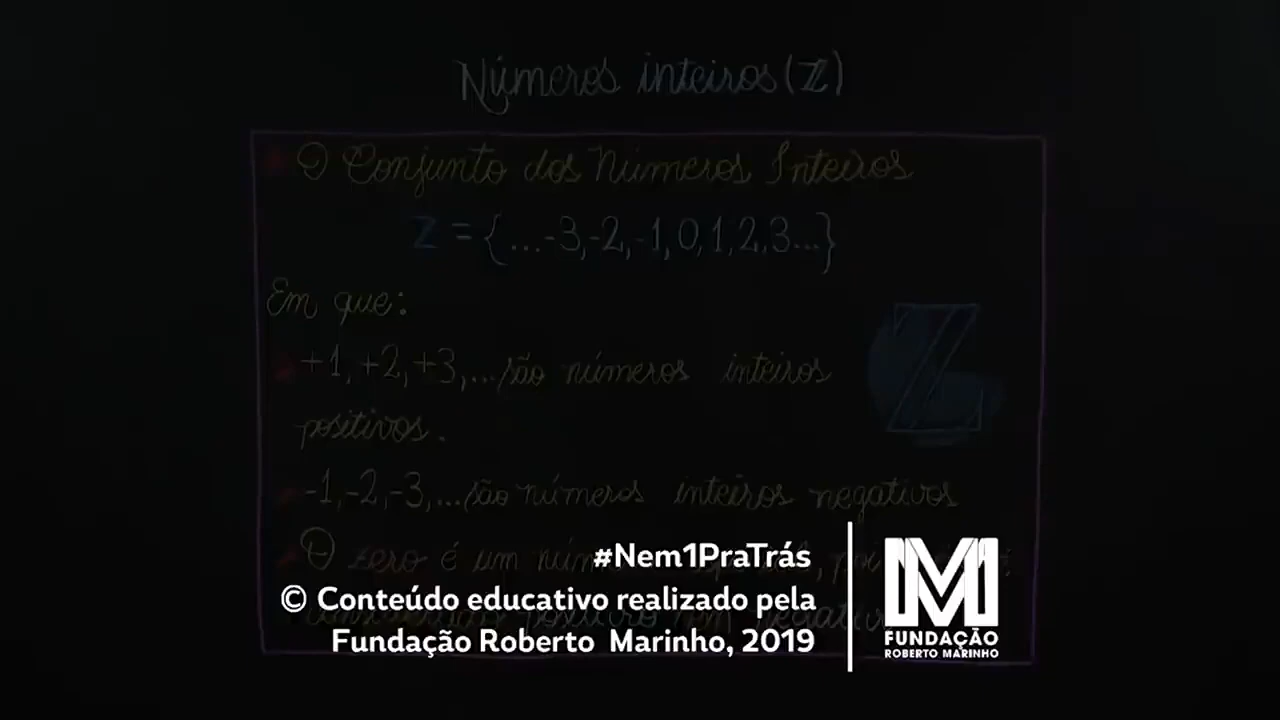 Números inteiros (Z)
O Conjunto dos Números Inteiros
Z = {...-3,-2,-1,0,1,2,3...}
Em que:
+1, +2, +3,... são números inteiros
positivos.
-1,-2,-3,... são números inteiros negativos
O zero é um
#Nem1PraTrás
© Conteúdo educativo realizado pela
Fundação Roberto Marinho, 2019
FUNDAÇÃO
ROBERTO MARINHO